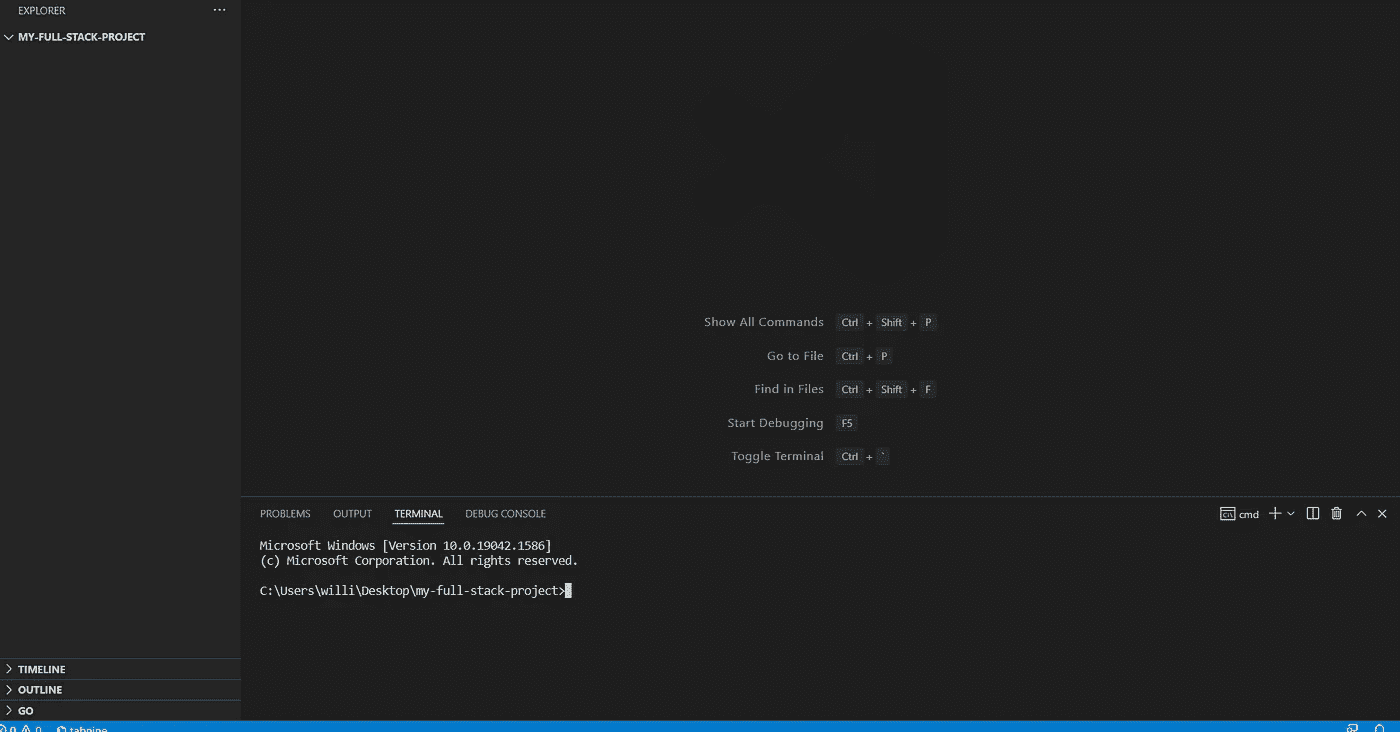 EXPLORER ...
MY-FULL-STACK-PROJECT
Show All Commands Ctrl + Shift + P
Go to File Ctrl + P
Find in Files Ctrl + Shift + F
Start Debugging F5
Toggle Terminal Ctrl + `
PROBLEMS OUTPUT TERMINAL DEBUG CONSOLE cmd
Microsoft Windows [Version 10.0.19042.1586]
(c) Microsoft Corporation. All rights reserved.
C:\Users\willi\Desktop\my-full-stack-project>
TIMELINE
OUTLINE
GO
0 0 tabnine